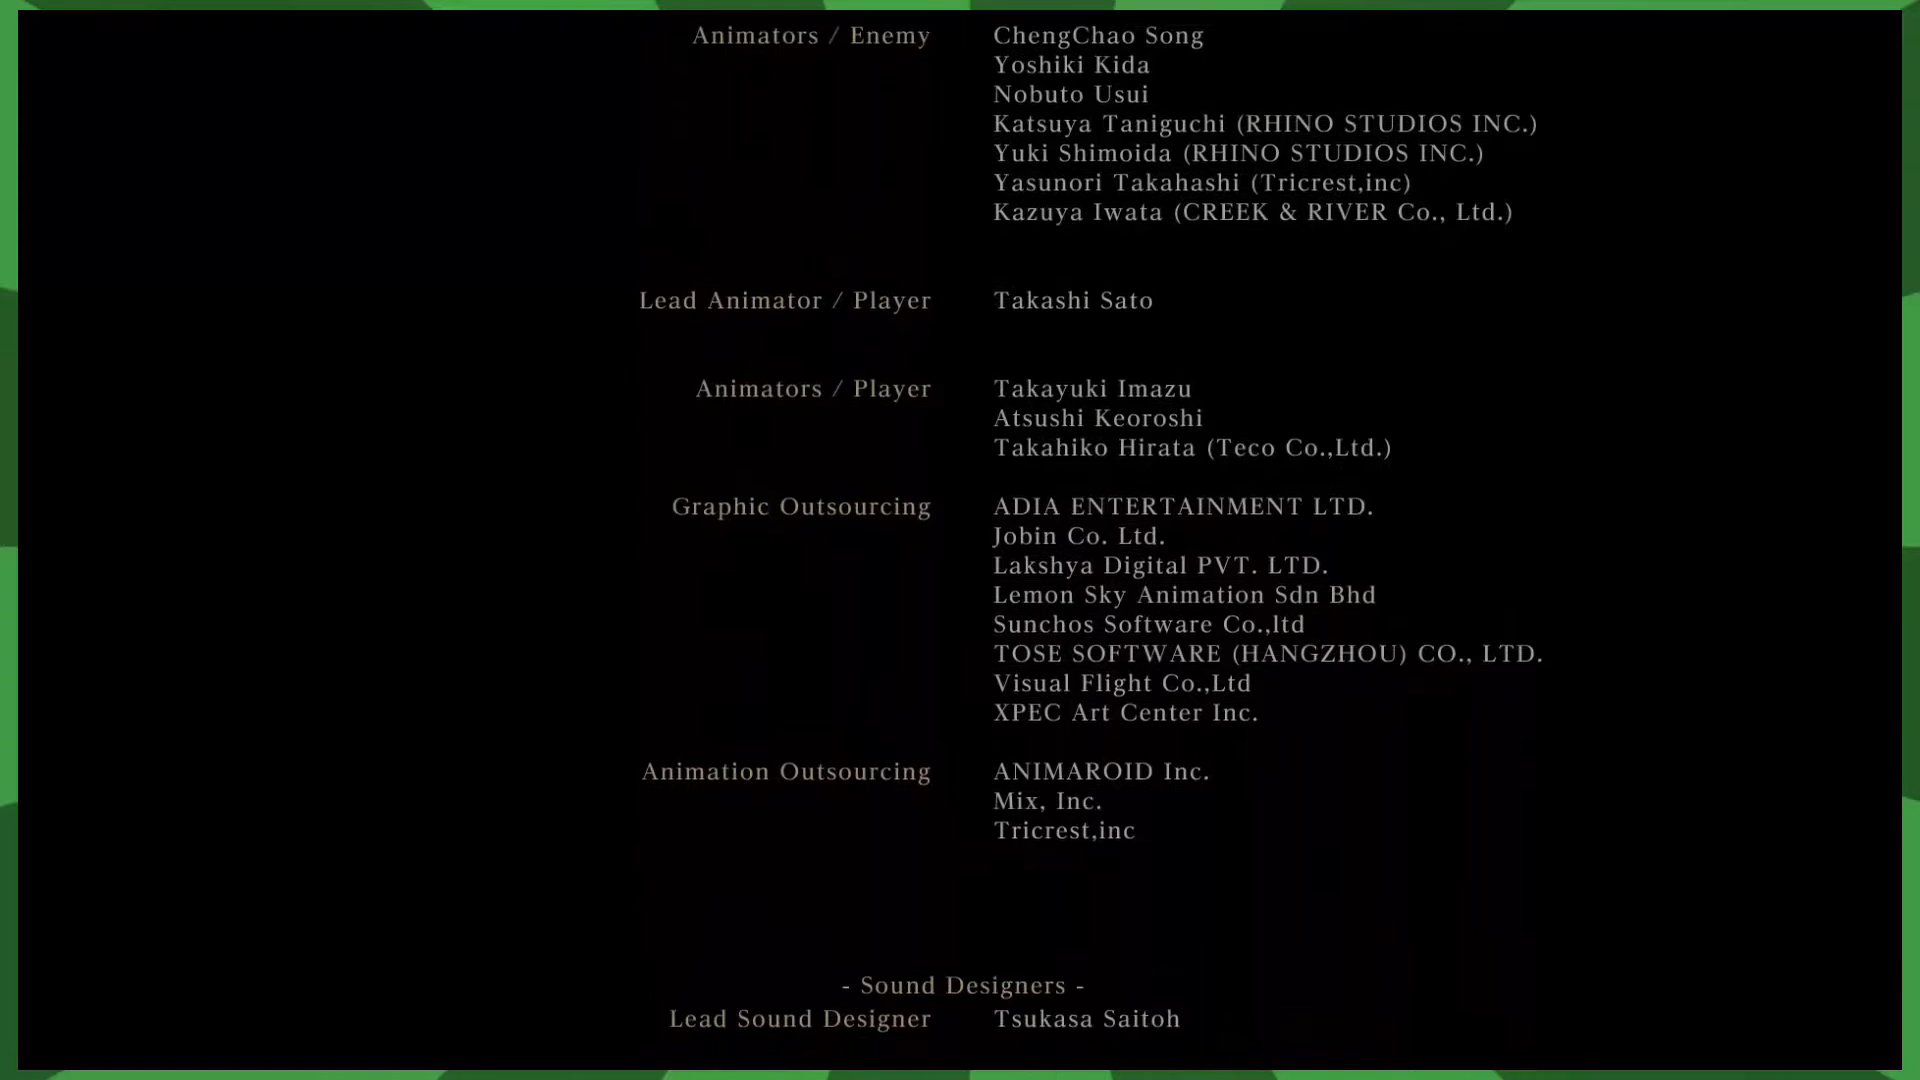 Animators / Enemy ChengChao Song
Yoshiki Kida
Nobuto Usui
Katsuya Taniguchi (RHINO STUDIOS INC.)
Yuki Shimoida (RHINO STUDIOS INC.)
Yasunori Takahashi (Tricrest,inc)
Kazuya Iwata (CREEK & RIVER Co., Ltd.)
Lead Animator / Player Takashi Sato
Animators / Player Takayuki Imazu
Atsushi Keoroshi
Takahiko Hirata (Teco Co.,Ltd.)
Graphic Outsourcing ADIA ENTERTAINMENT LTD.
Jobin Co. Ltd.
Lakshya Digital PVT. LTD.
Lemon Sky Animation Sdn Bhd
Sunchos Software Co.,ltd
TOSE SOFTWARE (HANGZHOU) CO., LTD.
Visual Flight Co.,Ltd
XPEC Art Center Inc.
Animation Outsourcing ANIMAROID Inc.
Mix, Inc.
Tricrest,inc
- Sound Designers -
Lead Sound Designer Tsukasa Saitoh